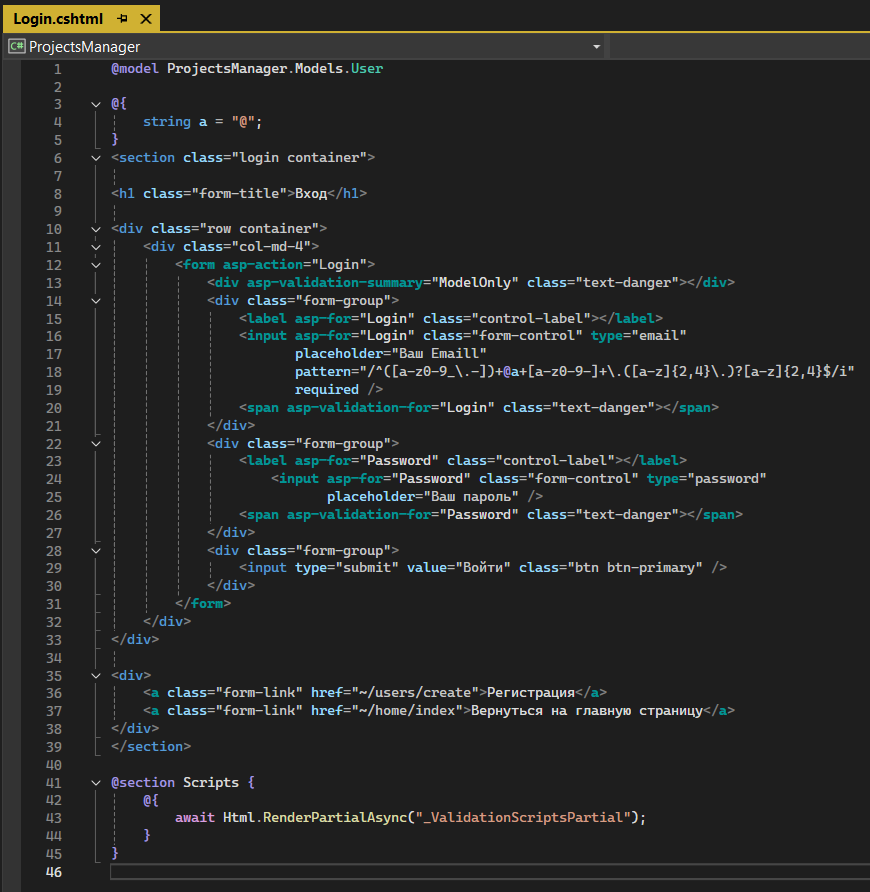 Login.cshtml
C# ProjectsManager
1 @model ProjectsManager.Models.User
2
3 @{
4 string a = "@";
5 }
6 <section class="login container">
7
8 <h1 class="form-title">Вход</h1>
9
10 <div class="row container">
11 <div class="col-md-4">
12 <form asp-action="Login">
13 <div asp-validation-summary="ModelOnly" class="text-danger"></div>
14 <div class="form-group">
15 <label asp-for="Login" class="control-label"></label>
16 <input asp-for="Login" class="form-control" type="email"
17 placeholder="Ваш Emaill"
18 pattern="/^([a-z0-9_\.-])+@a+[a-z0-9-]+\.([a-z]{2,4}\.)?[a-z]{2,4}$/i"
19 required />
20 <span asp-validation-for="Login" class="text-danger"></span>
21 </div>
22 <div class="form-group">
23 <label asp-for="Password" class="control-label"></label>
24 <input asp-for="Password" class="form-control" type="password"
25 placeholder="Ваш пароль" />
26 <span asp-validation-for="Password" class="text-danger"></span>
27 </div>
28 <div class="form-group">
29 <input type="submit" value="Войти" class="btn btn-primary" />
30 </div>
31 </form>
32 </div>
33 </div>
34
35 <div>
36 <a class="form-link" href="~/users/create">Регистрация</a>
37 <a class="form-link" href="~/home/index">Вернуться на главную страницу</a>
38 </div>
39 </section>
40
41 @section Scripts {
42 @{
43 await Html.RenderPartialAsync("_ValidationScriptsPartial");
44 }
45 }
46